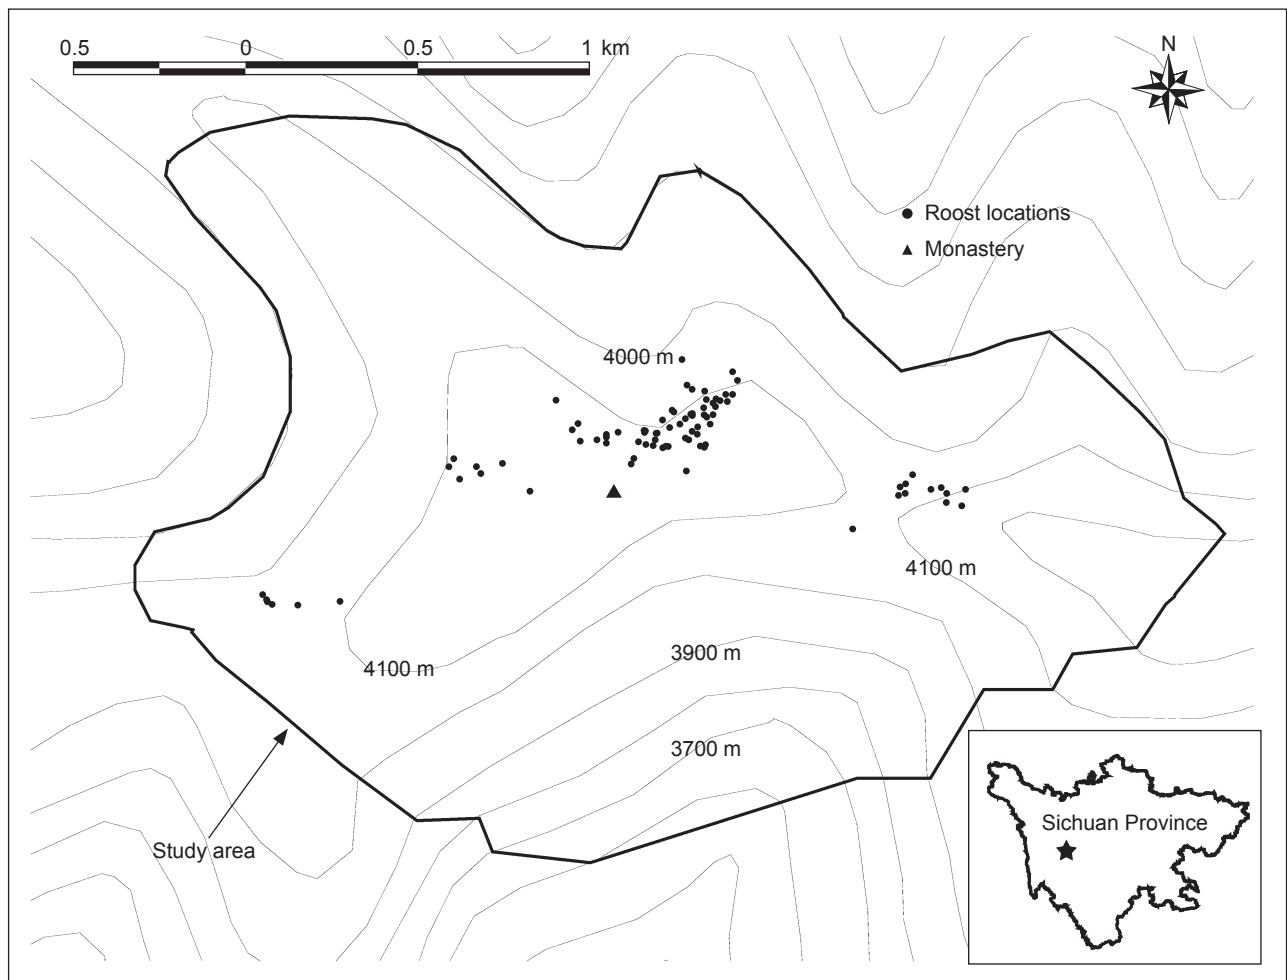 0.5 0 0.5 1 km
N
Roost locations
Monastery
4000 m
4100 m
3900 m
4100 m
3700 m
Sichuan Province
Study area